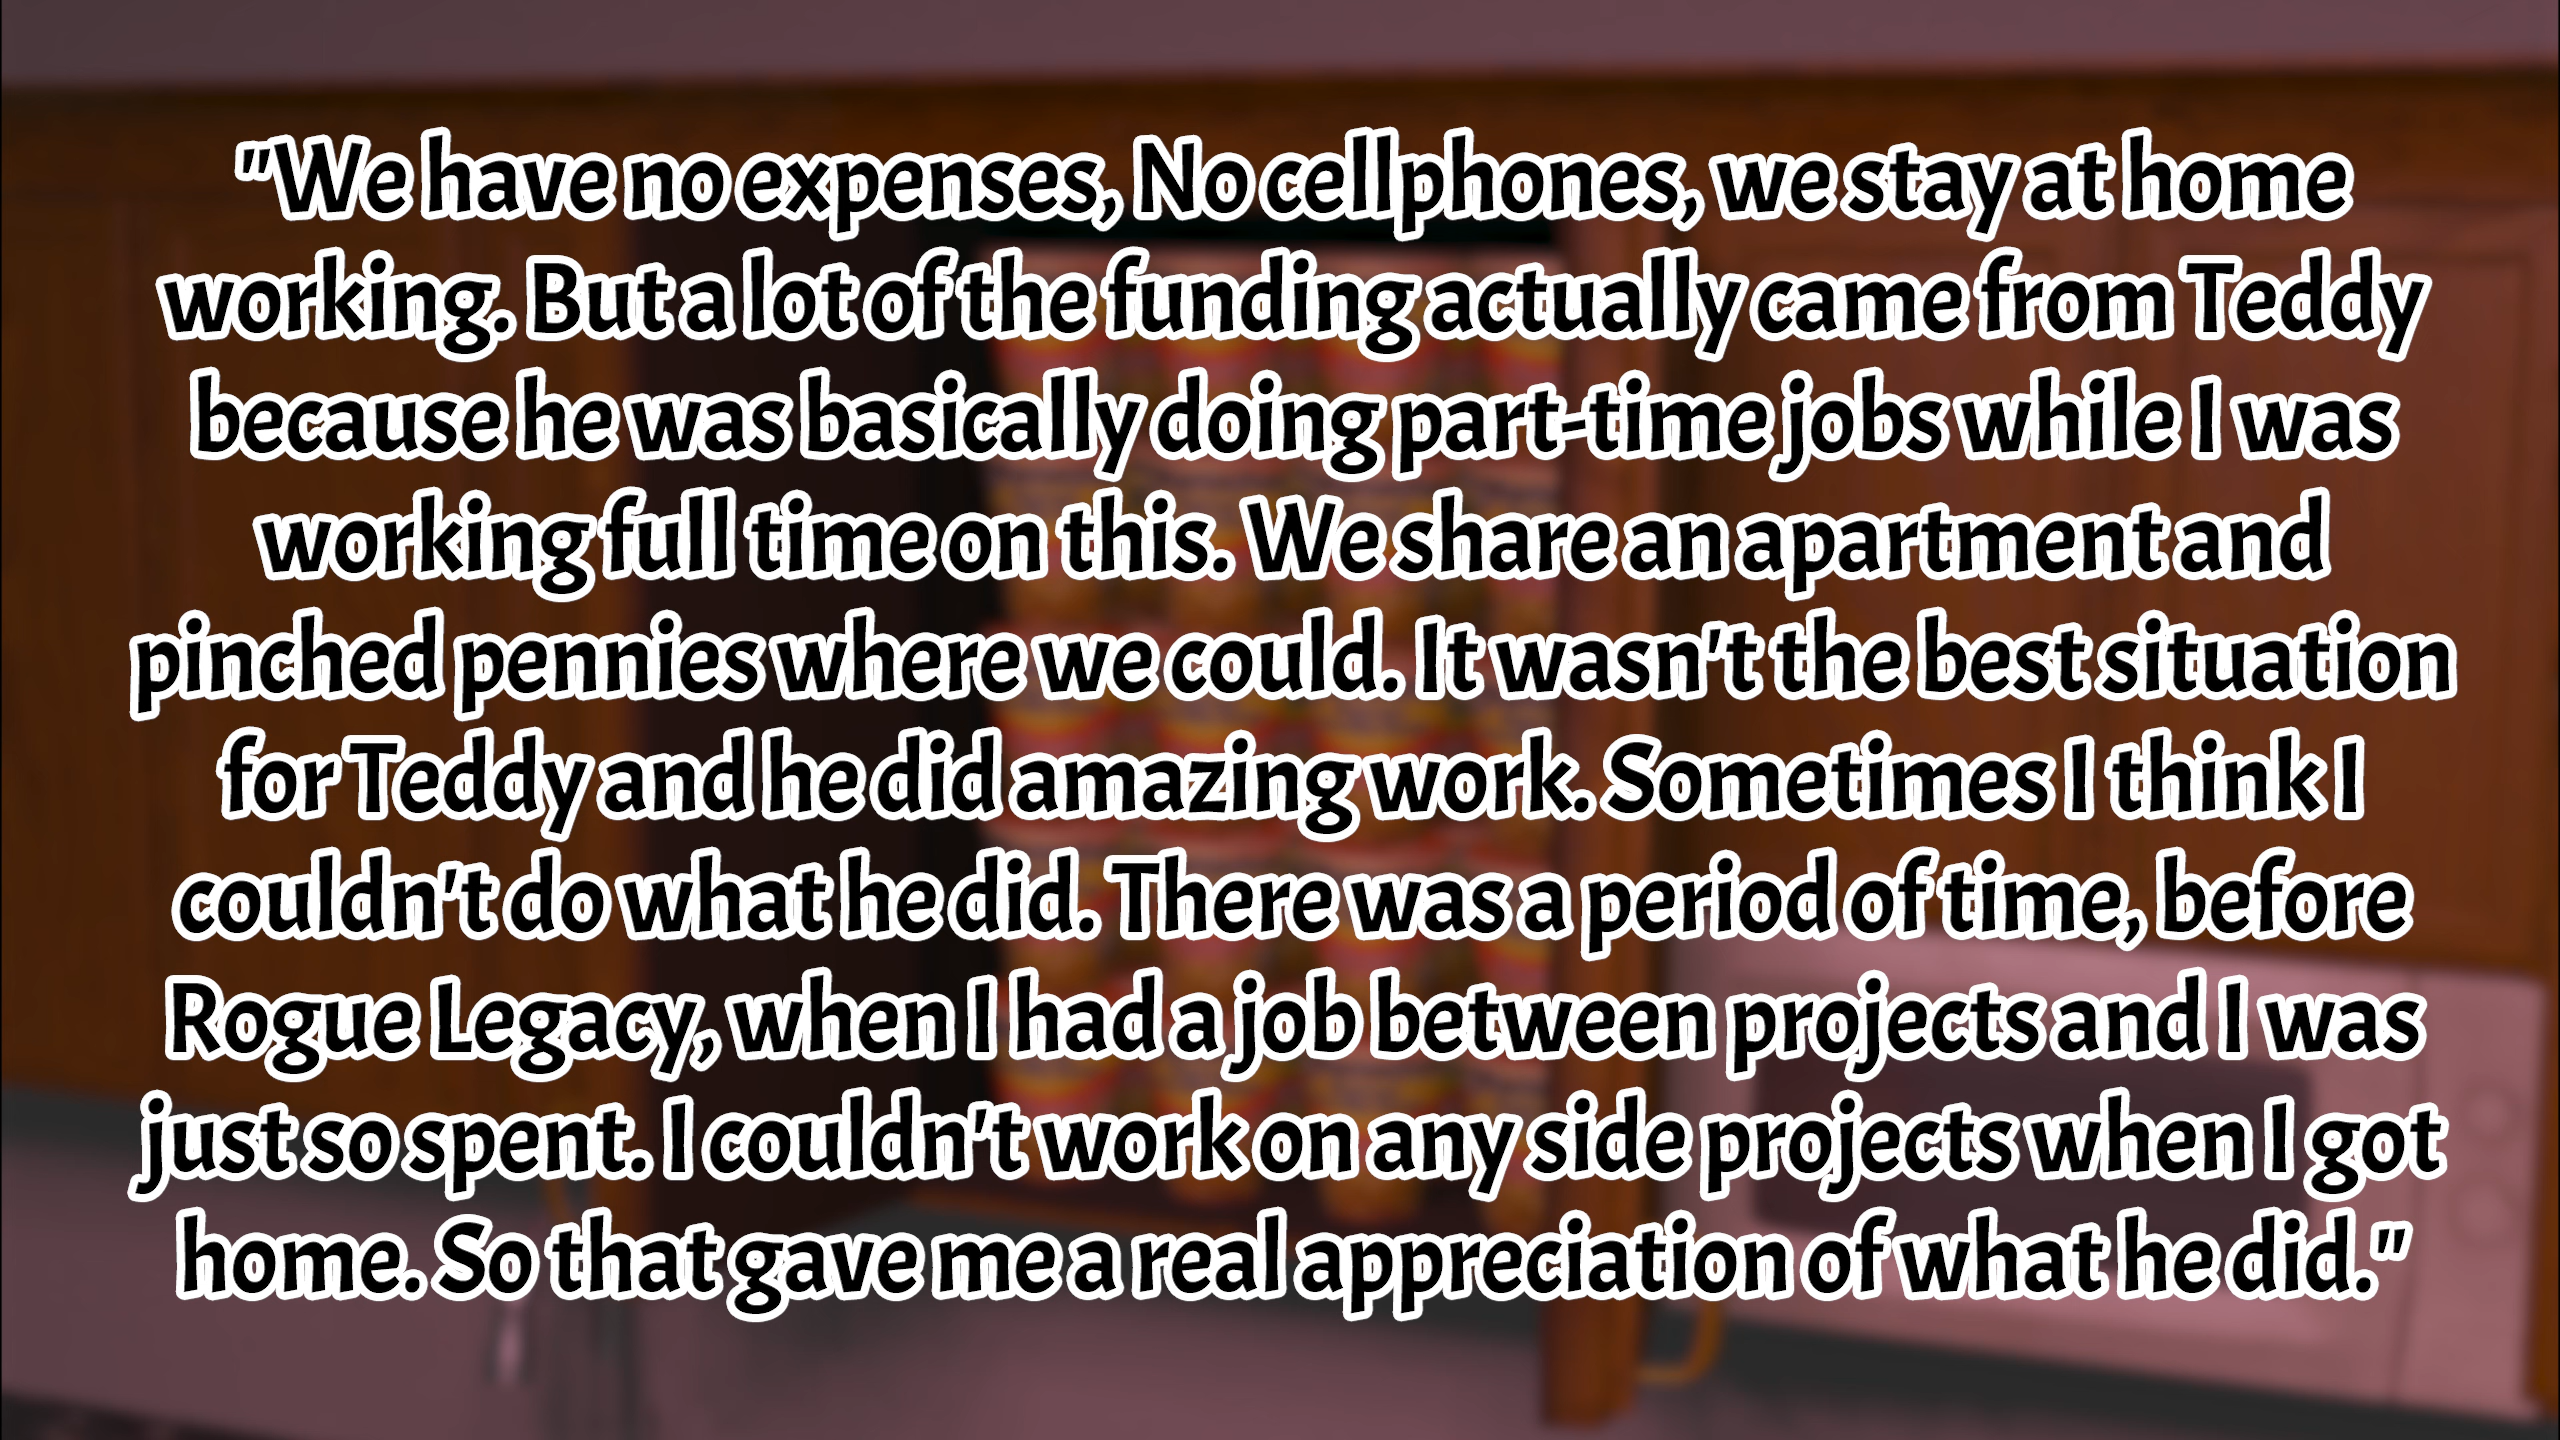 "We have no expenses, No cellphones, we stay at home
working. But a lot of the funding actually came from Teddy
because he was basically doing part-time jobs while I was
working full time on this. We share an apartment and
pinched pennies where we could. It wasn't the best situation
for Teddy and he did amazing work. Sometimes I think I
couldn't do what he did. There was a period of time, before
Rogue Legacy, when I had a job between projects and I was
just so spent. I couldn't work on any side projects when I got
home. So that gave me a real appreciation of what he did."